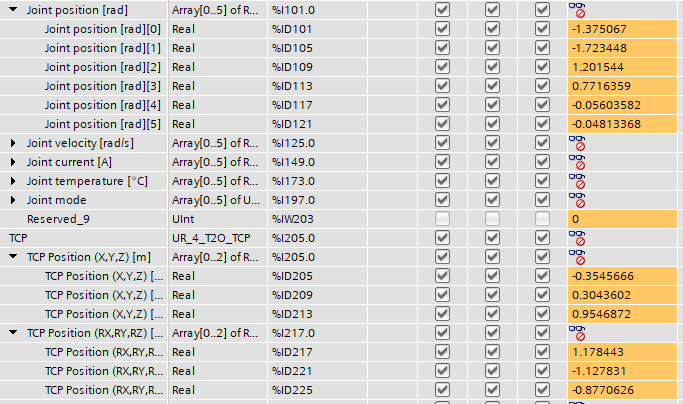 Joint position [rad] Array[0..5] of R... %I101.0
Joint position [rad][0] Real %ID101 -1.375067
Joint position [rad][1] Real %ID105 -1.723448
Joint position [rad][2] Real %ID109 1.201544
Joint position [rad][3] Real %ID113 0.7716359
Joint position [rad][4] Real %ID117 -0.05603582
Joint position [rad][5] Real %ID121 -0.04813368
Joint velocity [rad/s] Array[0..5] of R... %I125.0
Joint current [A] Array[0..5] of R... %I149.0
Joint temperature [°C] Array[0..5] of R... %I173.0
Joint mode Array[0..5] of U... %I197.0
Reserved_9 UInt %IW203 0
TCP UR_4_T2O_TCP %I205.0
TCP Position (X,Y,Z) [m] Array[0..2] of R... %I205.0
TCP Position (X,Y,Z) [... Real %ID205 -0.3545666
TCP Position (X,Y,Z) [... Real %ID209 0.3043602
TCP Position (X,Y,Z) [... Real %ID213 0.9546872
TCP Position (RX,RY,RZ) [... Array[0..2] of R... %I217.0
TCP Position (RX,RY,R... Real %ID217 1.178443
TCP Position (RX,RY,R... Real %ID221 -1.127831
TCP Position (RX,RY,R... Real %ID225 -0.8770626